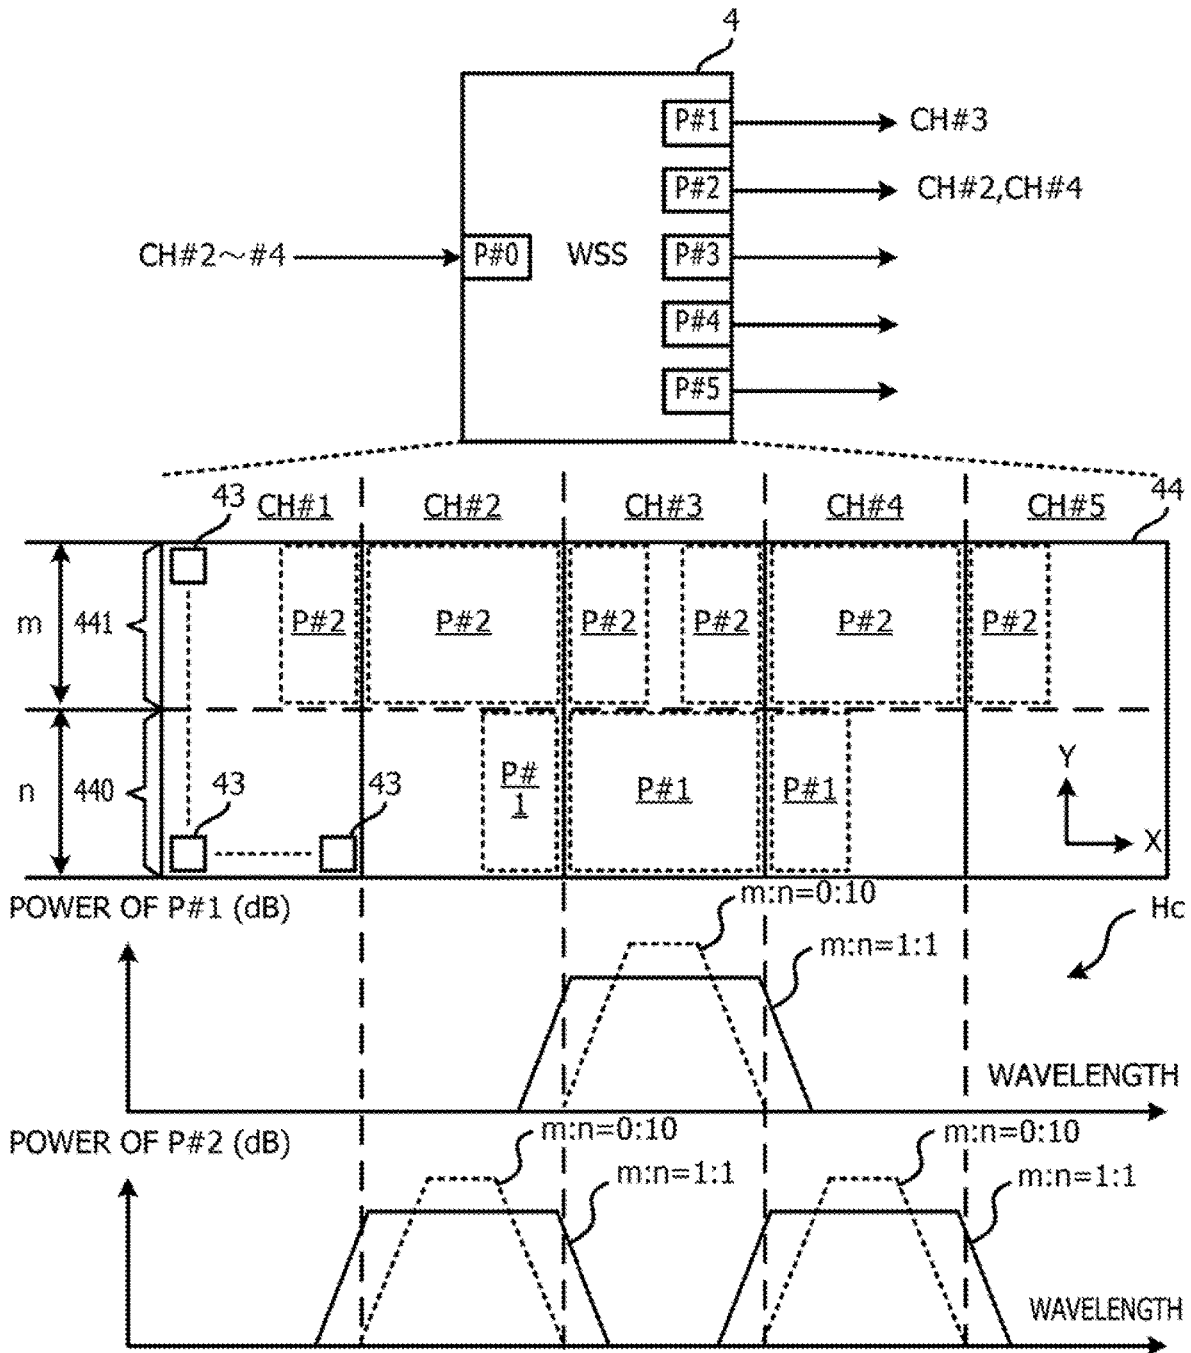 4
P#1
CH#3
P#2
CH#2,CH#4
CH#2～#4
P#0
WSS
P#3
P#4
P#5
43
CH#1
CH#2
CH#3
CH#4
CH#5
44
m
441
P#2
P#2
P#2
P#2
P#2
P#2
n
440
43
43
P#
1
P#1
P#1
Y
X
POWER OF P#1 (dB)
m:n=0:10
m:n=1:1
Hc
WAVELENGTH
POWER OF P#2 (dB)
m:n=0:10
m:n=1:1
m:n=0:10
m:n=1:1
WAVELENGTH